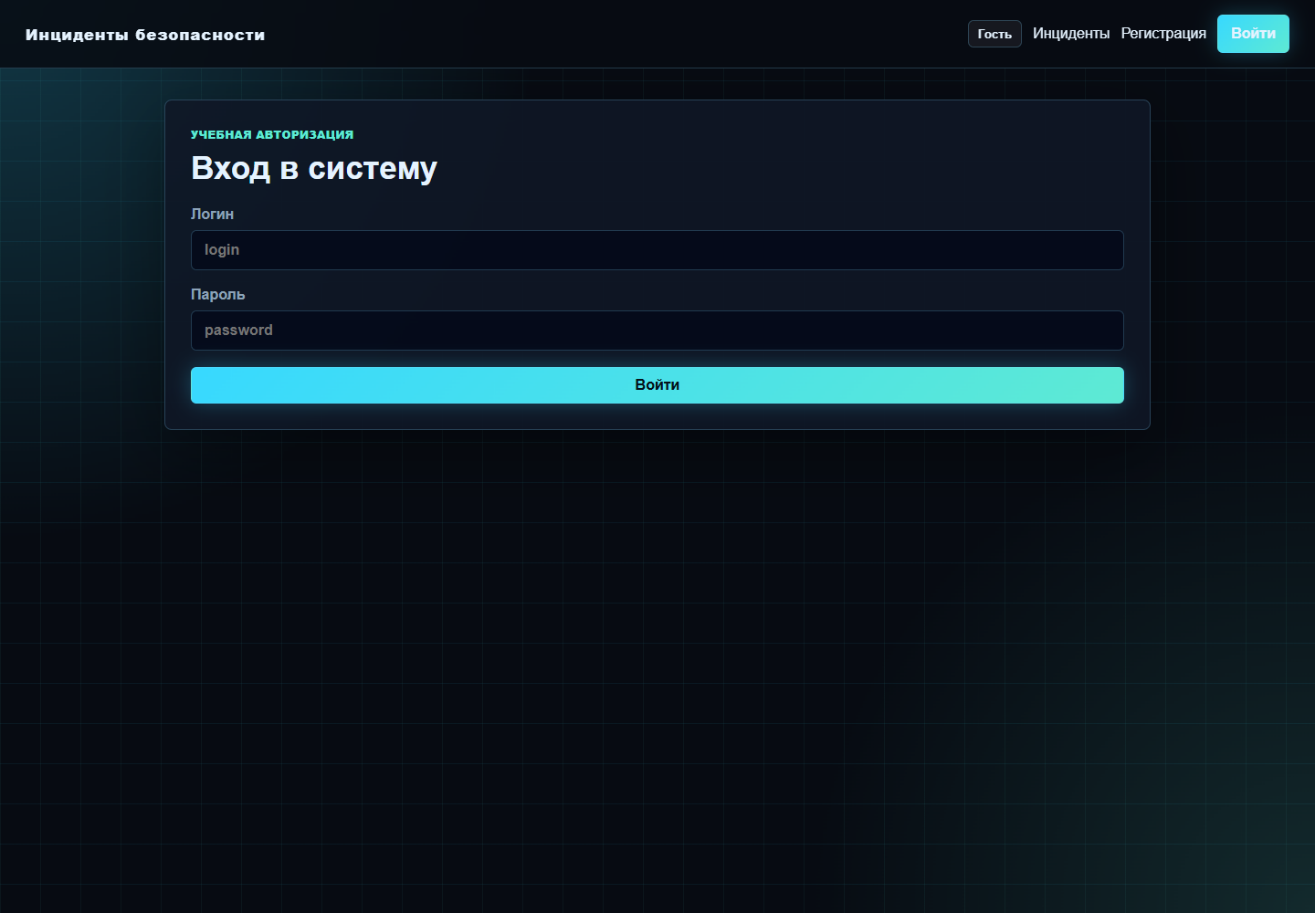 Инциденты безопасности
Гость Инциденты Регистрация Войти
УЧЕБНАЯ АВТОРИЗАЦИЯ
Вход в систему
Логин
login
Пароль
password
Войти